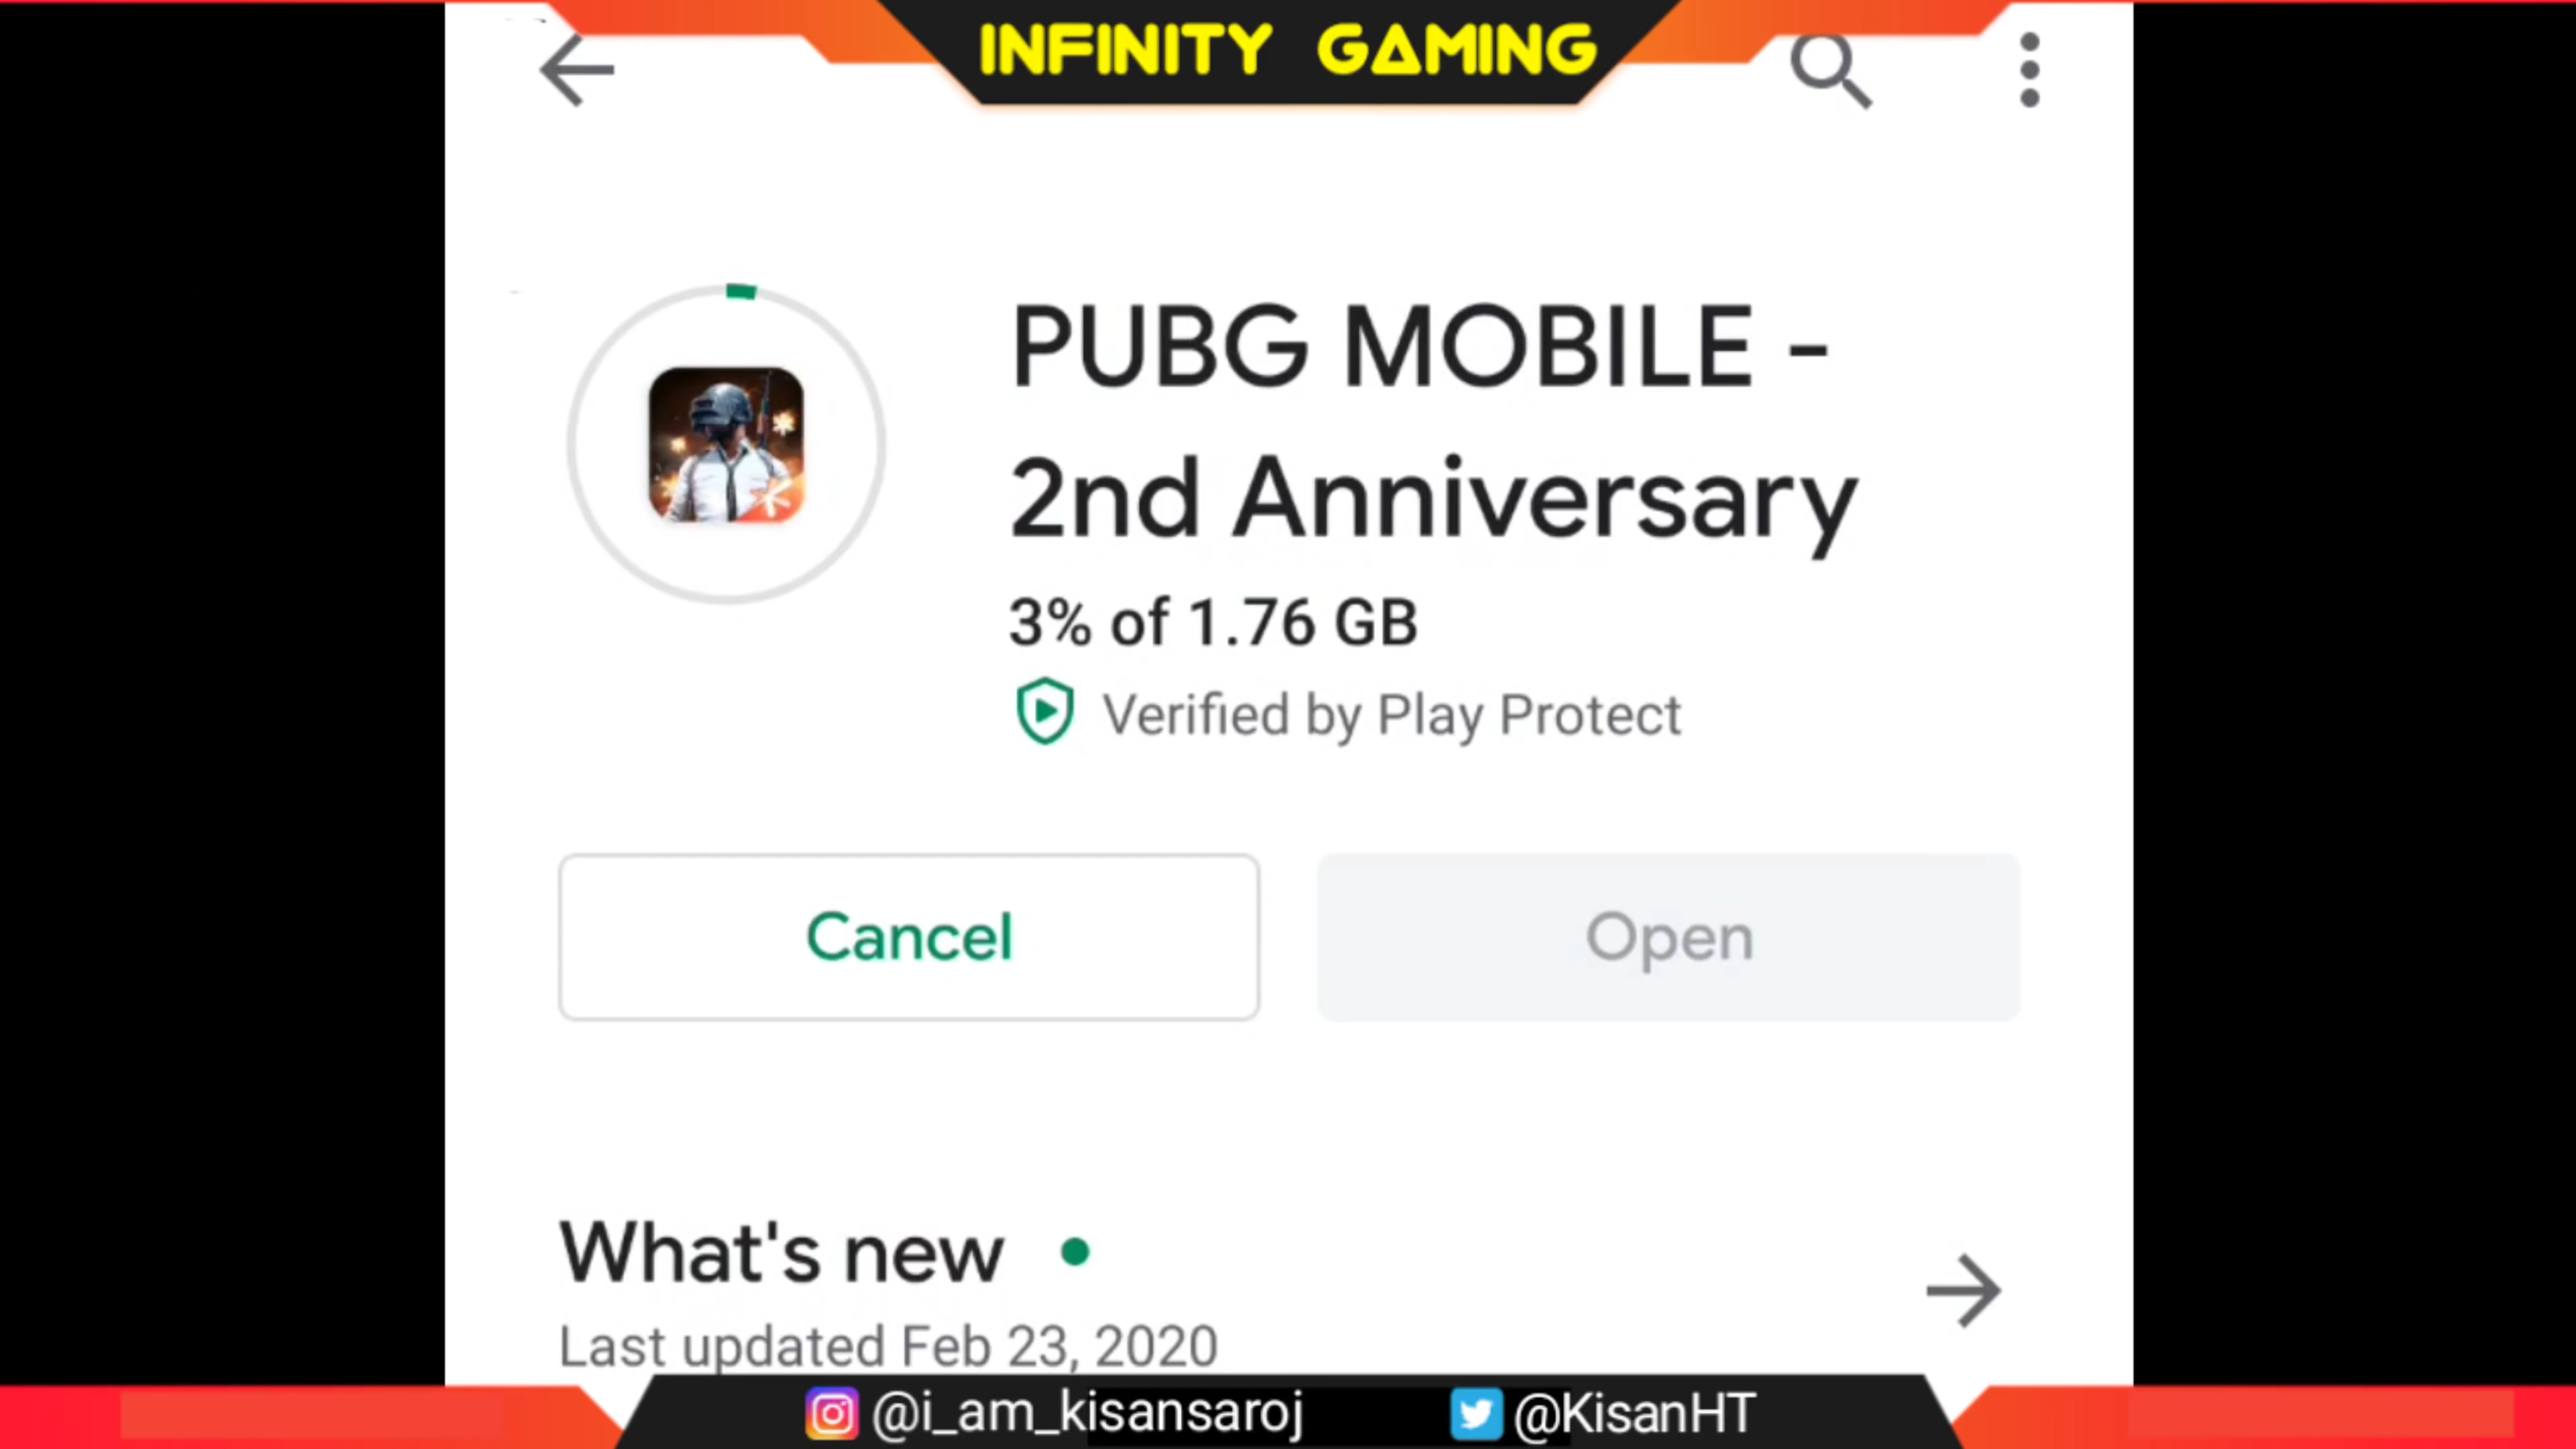 INFINITY GAMING
PUBG MOBILE -
2nd Anniversary
3% of 1.76 GB
Verified by Play Protect
Cancel
Open
What's new
Last updated Feb 23, 2020
@i_am_kisansaroj
@KisanHT